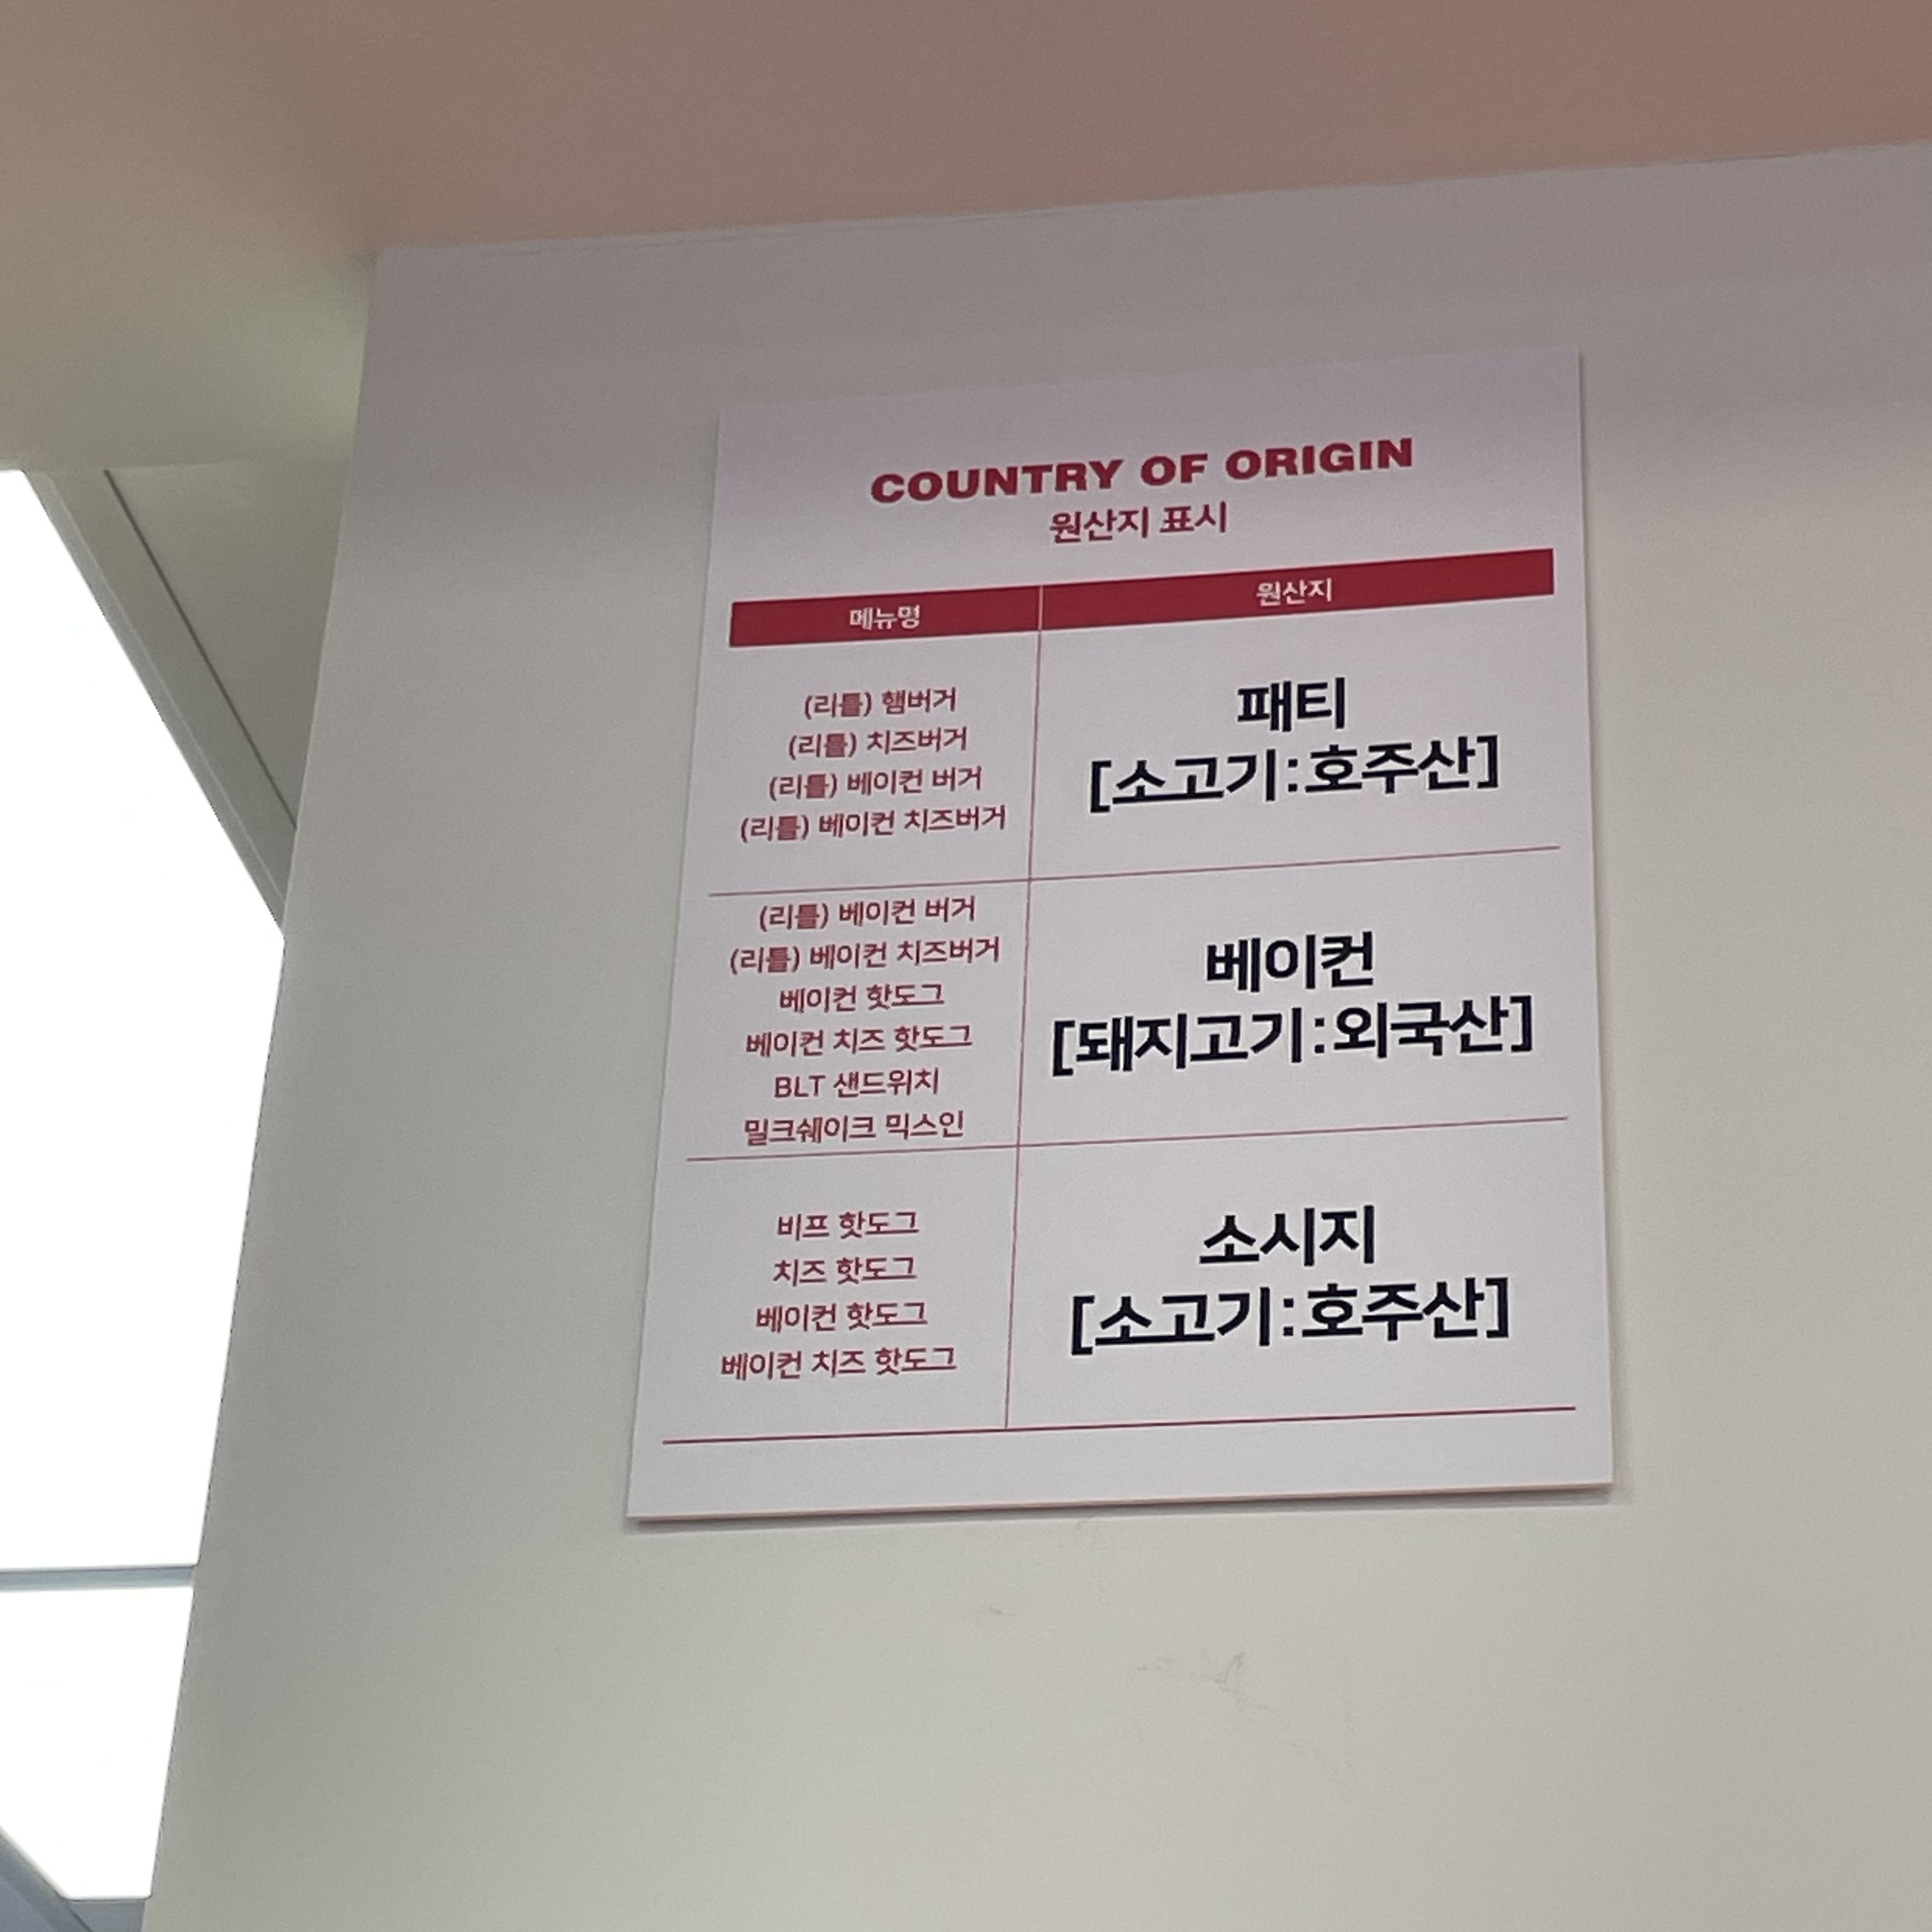 COUNTRY OF ORIGIN
원산지 표시
메뉴명 원산지
(리틀) 햄버거
(리틀) 치즈버거
(리틀) 베이컨 버거
(리틀) 베이컨 치즈버거
패티
[소고기:호주산]
(리틀) 베이컨 버거
(리틀) 베이컨 치즈버거
베이컨 핫도그
베이컨 치즈 핫도그
BLT 샌드위치
밀크쉐이크 믹스인
베이컨
[돼지고기:외국산]
비프 핫도그
치즈 핫도그
베이컨 핫도그
베이컨 치즈 핫도그
소시지
[소고기:호주산]